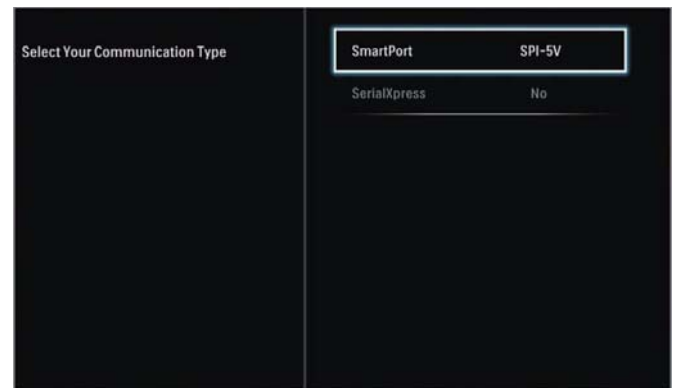 Select Your Communication Type
SmartPort SPI-5V
SerialXpress No